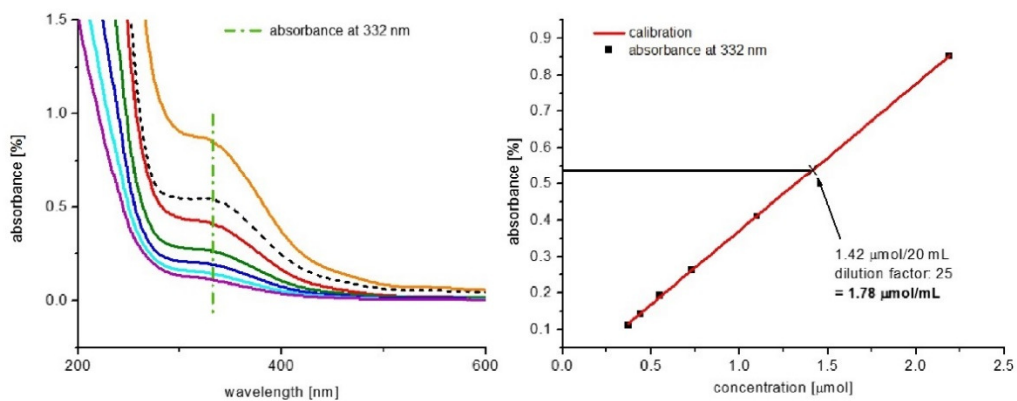 1.5
1.0
0.5
0.0
absorbance [%]
200
400
600
wavelength [nm]
absorbance at 332 nm
0.9
0.8
0.7
0.6
0.5
0.4
0.3
0.2
0.1
absorbance [%]
0.0
0.5
1.0
1.5
2.0
2.5
concentration [µmol]
calibration
absorbance at 332 nm
1.42 µmol/20 mL
dilution factor: 25
= 1.78 µmol/mL